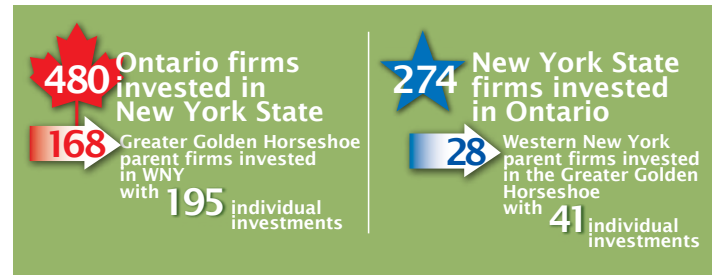 480
Ontario firms
invested in
New York State
168
Greater Golden Horseshoe
parent firms invested
in WNY
with 195 individual
investments
274
New York State
firms invested
in Ontario
28
Western New York
parent firms invested
in the Greater Golden
Horseshoe
with 41 individual
investments